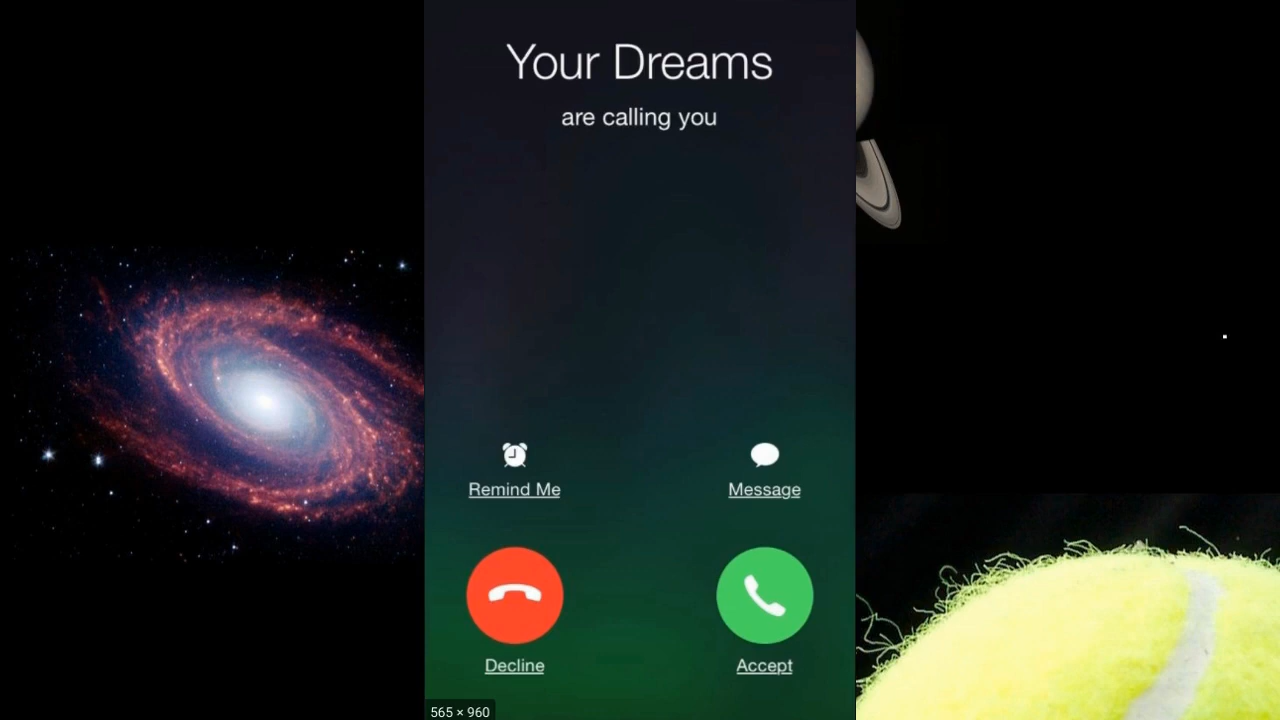 Your Dreams
are calling you
Remind Me
Message
Decline
Accept
565 × 960